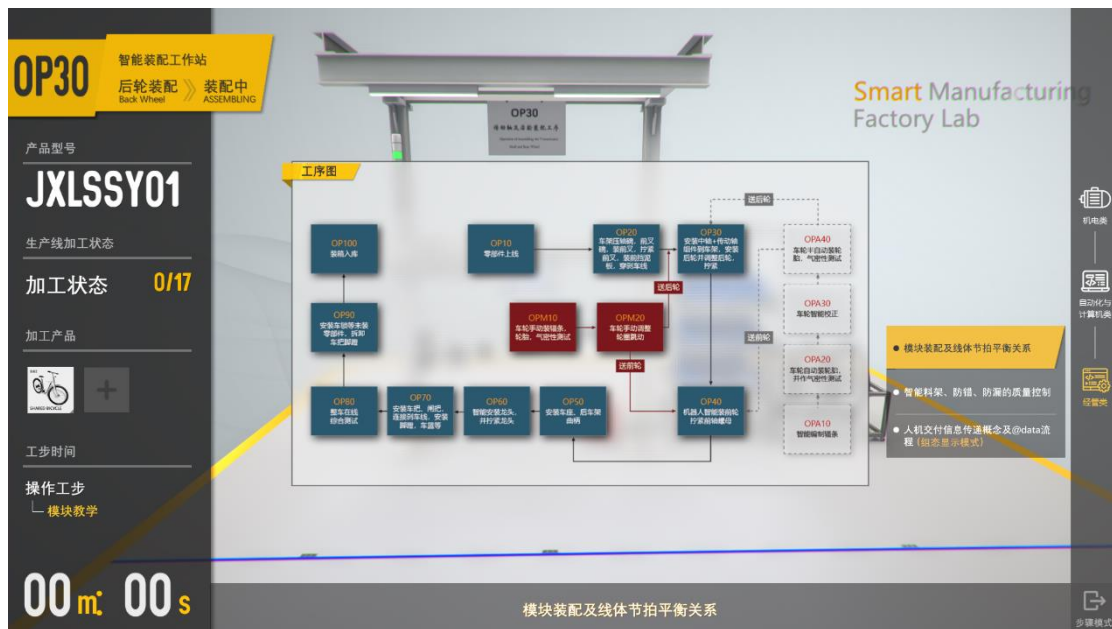 OP30
智能装配工作站
后轮装配 》 装配中
Back Wheel ASSEMBLING
产品型号
JXLSSY01
生产线加工状态
加工状态 0/17
加工产品
SHARED BICYCLE
+
工步时间
操作工步
模块教学
00 m: 00 s
OP30
Smart Manufacturing
Factory Lab
工序图
送后轮
OP100
装箱入库
OP10
零部件上线
OP20
车架压轴碗、前叉
碗、装前叉、拧紧
前叉、装前挡泥
板、穿刹车线
OP30
安装中轴+传动轴
组件到车架、安装
后轮并调整后轮、
拧紧
OPA40
车轮半自动装轮
胎、气密性测试
送后轮
OP90
安装车锁等未装
零部件、拆卸
车把脚蹬
OPM10
车轮手动装辐条、
轮胎、气密性测试
OPM20
车轮手动调整
轮圈跳动
OPA30
车轮智能校正
送前轮
送前轮
OPA20
车轮自动装轮胎、
并作气密性测试
OP80
整车在线
综合测试
OP70
安装车把、闸把、
连接刹车线、安装
脚蹬、车篮等
OP60
智能安装龙头、
并拧紧龙头
OP50
安装车座、后车架
曲柄
OP40
机器人智能装前轮
拧紧前轴螺母
OPA10
智能编制辐条
● 模块装配及线体节拍平衡关系
● 智能料架、防错、防漏的质量控制
● 人机交付信息传递概念及@data流
程 (组态显示模式)
机电类
自动化与
计算机类
经管类
步骤模式
模块装配及线体节拍平衡关系